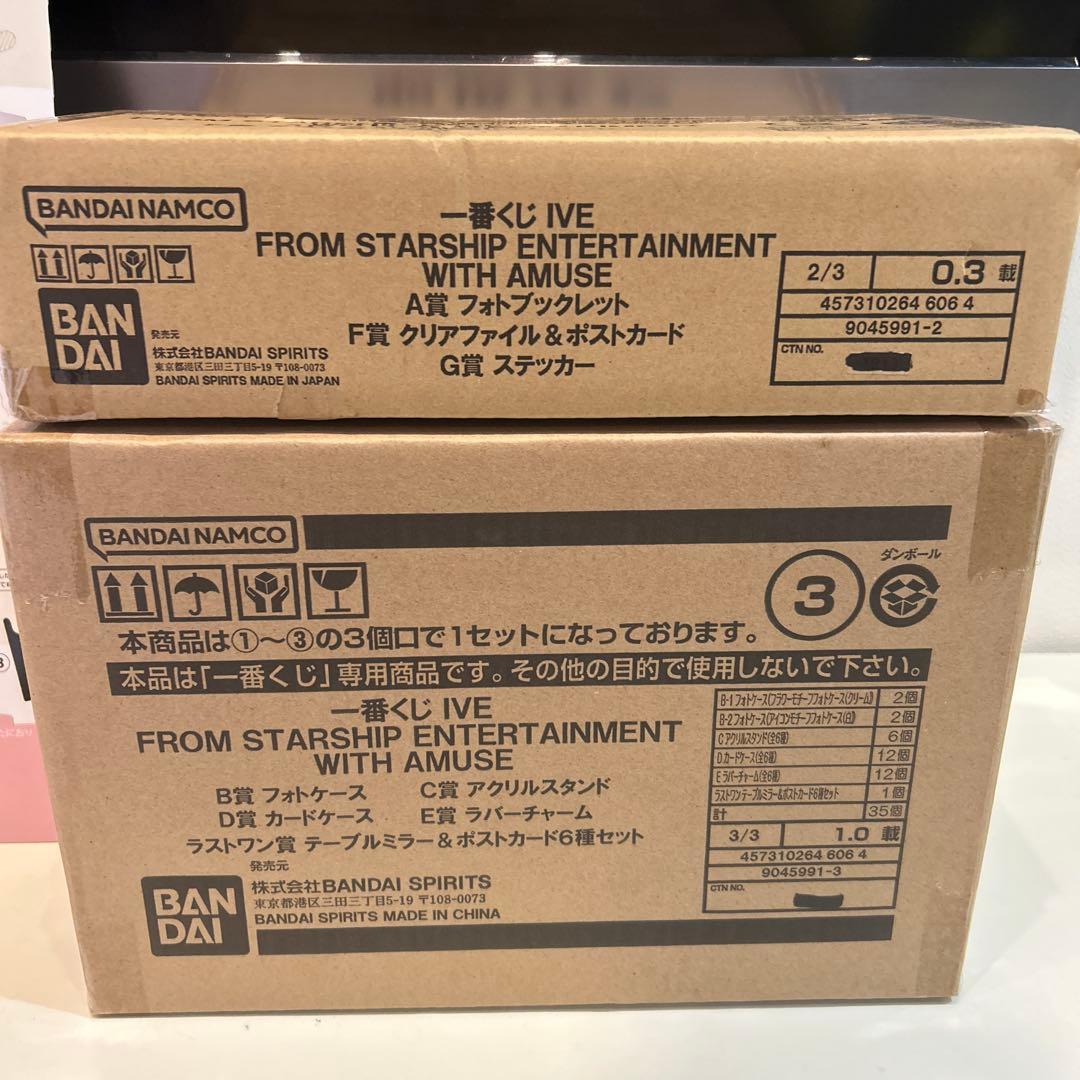 BANDAI NAMCO
一番くじ IVE
FROM STARSHIP ENTERTAINMENT
WITH AMUSE
A賞 フォトブックレット
F賞 クリアファイル&ポストカード
G賞 ステッカー
BAN
DAI
発売元
株式会社BANDAI SPIRITS
東京都港区三田三丁目5-19 〒108-0073
BANDAI SPIRITS MADE IN JAPAN
2/3 0.3 載
457310264 606 4
9045991-2
CTN NO.
BANDAI NAMCO
3
ダンボール
本商品は①~③の3個口で1セットになっております。
本品は「一番くじ」専用商品です。その他の目的で使用しないで下さい。
一番くじ IVE
FROM STARSHIP ENTERTAINMENT
WITH AMUSE
B賞 フォトケース C賞 アクリルスタンド
D賞 カードケース E賞 ラバーチャーム
ラストワン賞 テーブルミラー&ポストカード6種セット
発売元
BAN
DAI
株式会社BANDAI SPIRITS
東京都港区三田三丁目5-19 〒108-0073
BANDAI SPIRITS MADE IN CHINA
B-1 フォトケース(フラワーモチーフフォトケース(クリーム)) 2個
B-2 フォトケース(アイコンモチーフフォトケース(白)) 2個
C アクリルスタンド(全6種) 6個
D カードケース(全6種) 12個
E ラバーチャーム(全6種) 12個
ラストワン テーブルミラー&ポストカード6種セット 1個
計 35個
3/3 1.0 載
457310264 606 4
9045991-3
CTN NO.